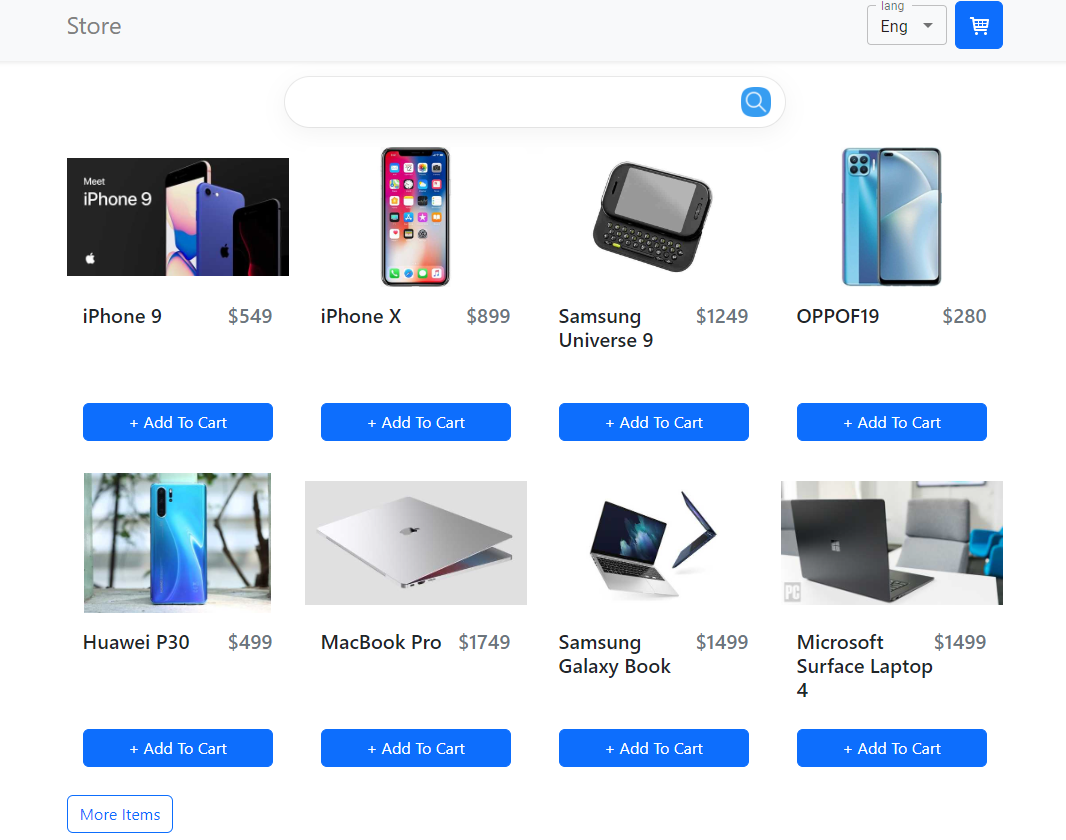 Store
lang
Eng
Meet
iPhone 9
iPhone 9 $549
iPhone X $899
Samsung Universe 9 $1249
OPPOF19 $280
+ Add To Cart
+ Add To Cart
+ Add To Cart
+ Add To Cart
PC
Huawei P30 $499
MacBook Pro $1749
Samsung Galaxy Book $1499
Microsoft Surface Laptop 4 $1499
+ Add To Cart
+ Add To Cart
+ Add To Cart
+ Add To Cart
More Items